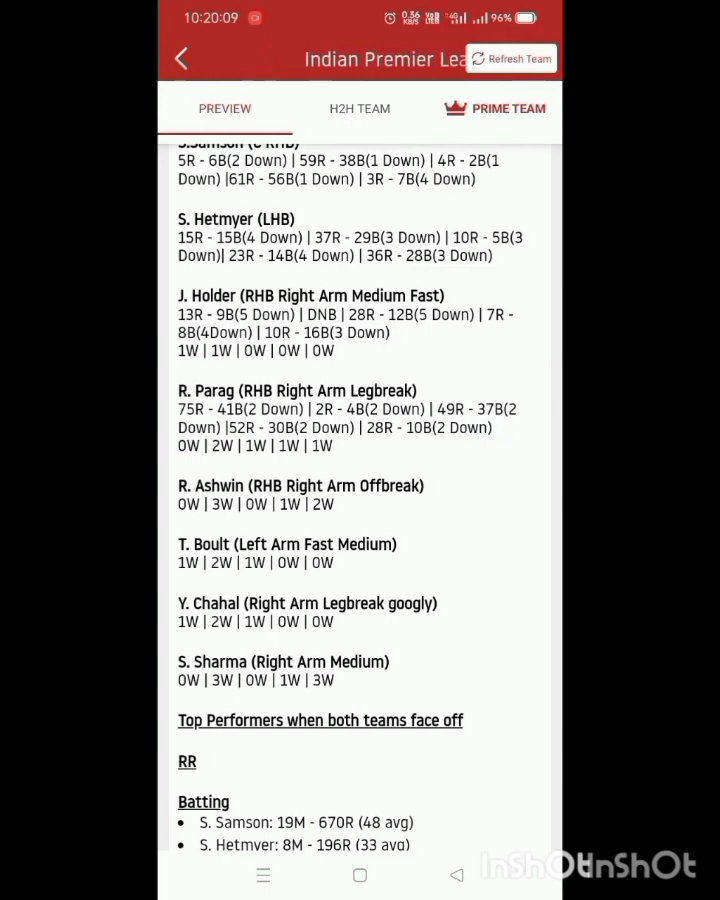 10:20:09 0.36 KB/S 96%
Indian Premier Lea Refresh Team
PREVIEW H2H TEAM PRIME TEAM
S.Samson (C RHB)
5R - 6B(2 Down) | 59R - 38B(1 Down) | 4R - 2B(1
Down) |61R - 56B(1 Down) | 3R - 7B(4 Down)
S. Hetmyer (LHB)
15R - 15B(4 Down) | 37R - 29B(3 Down) | 10R - 5B(3
Down)| 23R - 14B(4 Down) | 36R - 28B(3 Down)
J. Holder (RHB Right Arm Medium Fast)
13R - 9B(5 Down) | DNB | 28R - 12B(5 Down) | 7R -
8B(4Down) | 10R - 16B(3 Down)
1W | 1W | 0W | 0W | 0W
R. Parag (RHB Right Arm Legbreak)
75R - 41B(2 Down) | 2R - 4B(2 Down) | 49R - 37B(2
Down) |52R - 30B(2 Down) | 28R - 10B(2 Down)
0W | 2W | 1W | 1W | 1W
R. Ashwin (RHB Right Arm Offbreak)
0W | 3W | 0W | 1W | 2W
T. Boult (Left Arm Fast Medium)
1W | 2W | 1W | 0W | 0W
Y. Chahal (Right Arm Legbreak googly)
1W | 2W | 1W | 0W | 0W
S. Sharma (Right Arm Medium)
0W | 3W | 0W | 1W | 3W
Top Performers when both teams face off
RR
Batting
• S. Samson: 19M - 670R (48 avg)
• S. Hetmyer: 8M - 196R (33 avg)
InShOt InShOt